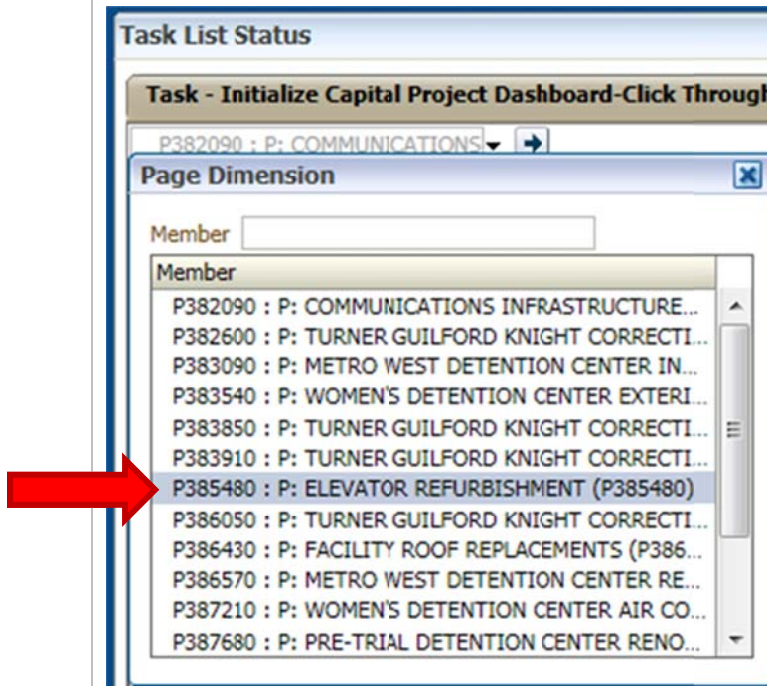 Task List Status
Task - Initialize Capital Project Dashboard-Click Through
P382090 : P: COMMUNICATIONS
Page Dimension
Member
Member
P382090 : P: COMMUNICATIONS INFRASTRUCTURE...
P382600 : P: TURNER GUILFORD KNIGHT CORRECTI...
P383090 : P: METRO WEST DETENTION CENTER IN...
P383540 : P: WOMEN'S DETENTION CENTER EXTERI...
P383850 : P: TURNER GUILFORD KNIGHT CORRECTI...
P383910 : P: TURNER GUILFORD KNIGHT CORRECTI...
P385480 : P: ELEVATOR REFURBISHMENT (P385480)
P386050 : P: TURNER GUILFORD KNIGHT CORRECTI...
P386430 : P: FACILITY ROOF REPLACEMENTS (P386...
P386570 : P: METRO WEST DETENTION CENTER RE...
P387210 : P: WOMEN'S DETENTION CENTER AIR CO...
P387680 : P: PRE-TRIAL DETENTION CENTER RENO...